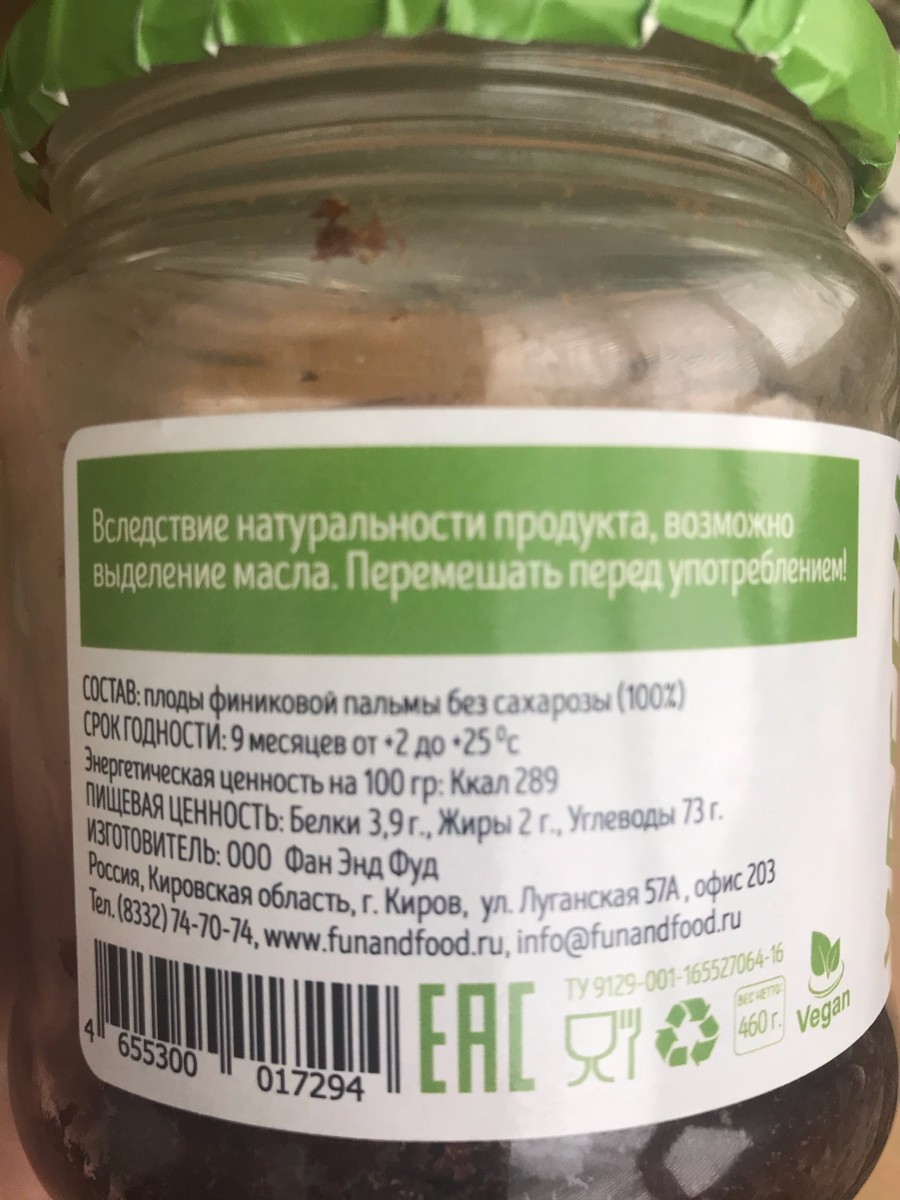 Вследствие натуральности продукта, возможно
выделение масла. Перемешать перед употреблением!
СОСТАВ: плоды финиковой пальмы без сахарозы (100%)
СРОК ГОДНОСТИ: 9 месяцев от +2 до +25 °с
Энергетическая ценность на 100 гр: Ккал 289
ПИЩЕВАЯ ЦЕННОСТЬ: Белки 3,9 г., Жиры 2 г., Углеводы 73 г.
ИЗГОТОВИТЕЛЬ: ООО Фан Энд Фуд
Россия, Кировская область, г. Киров, ул. Луганская 57А, офис 203
Тел. (8332) 74-70-74, www.funandfood.ru, info@funandfood.ru
ТУ 9129-001-165527064-16
4 655300 017294
EAC
ВЕС НЕТТО:
460 г.
Vegan